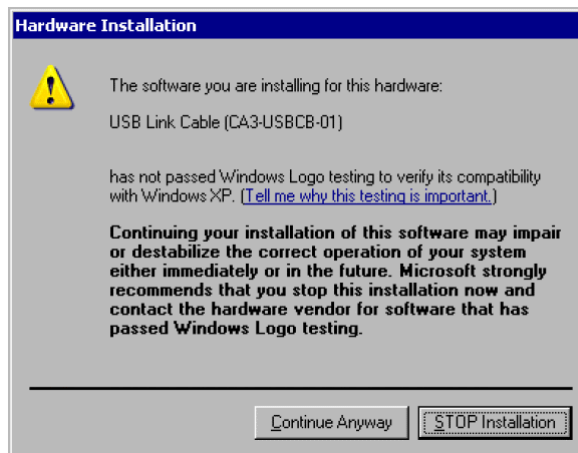 Hardware Installation
The software you are installing for this hardware:
USB Link Cable (CA3-USBCB-01)
has not passed Windows Logo testing to verify its compatibility
with Windows XP. (Tell me why this testing is important.)
Continuing your installation of this software may impair
or destabilize the correct operation of your system
either immediately or in the future. Microsoft strongly
recommends that you stop this installation now and
contact the hardware vendor for software that has
passed Windows Logo testing.
Continue Anyway
STOP Installation